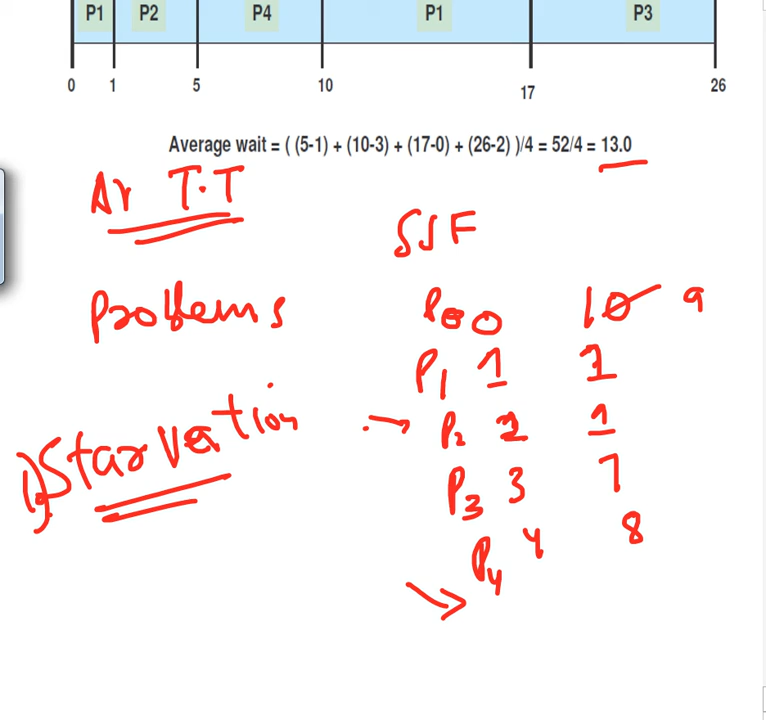 P1 P2 P4 P1 P3
0 1 5 10 17 26
Average wait = ( (5-1) + (10-3) + (17-0) + (26-2) )/4 = 52/4 = 13.0
Ar T.T
SJF
Problems
P0 0 10 9
P1 1 1
1) Starvation
P2 2 1
P3 3 7
P4 4 8